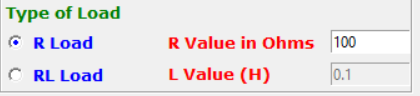 Type of Load
R Load R Value in Ohms 100
RL Load L Value (H) 0.1